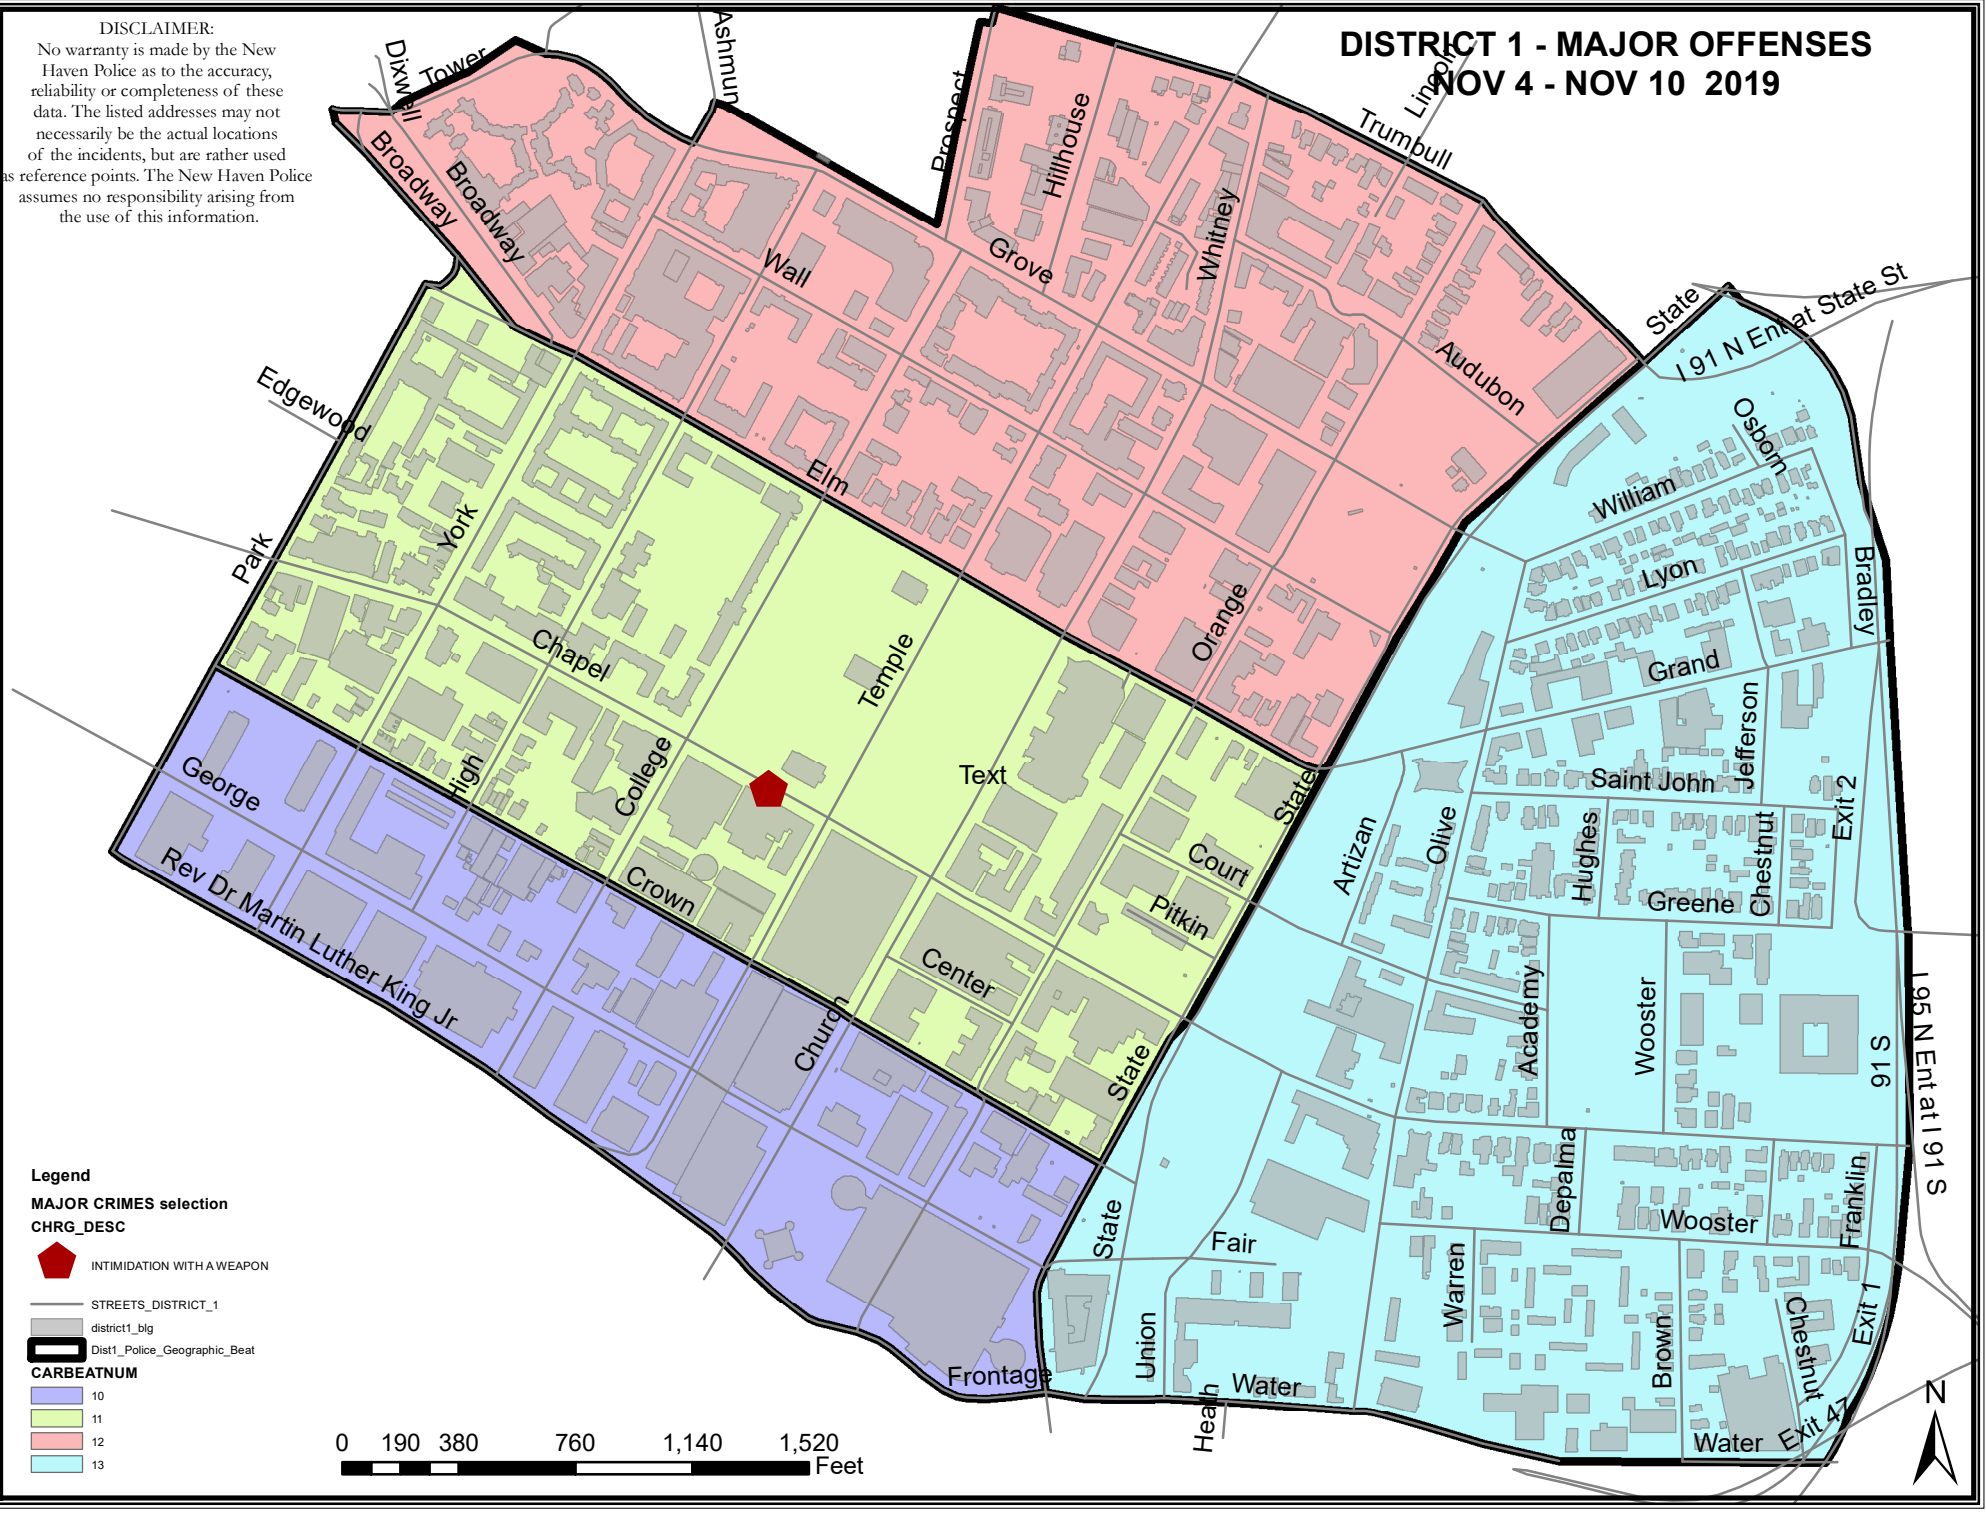 DISCLAIMER:
No warranty is made by the New
Haven Police as to the accuracy,
reliability or completeness of these
data. The listed addresses may not
necessarily be the actual locations
of the incidents, but are rather used
as reference points. The New Haven Police
assumes no responsibility arising from
the use of this information.
DISTRICT 1 - MAJOR OFFENSES
NOV 4 - NOV 10 2019
Dixwell
Tower
Ashmun
Prospect
Hillhouse
Lincoln
Trumbull
Broadway
Broadway
Wall
Grove
Whitney
State
I 91 N Ent at State St
Audubon
Edgewood
Osborn
Elm
William
York
Park
Lyon
Bradley
Orange
Chapel
Temple
Grand
Jefferson
High
College
Text
State
Saint John
Exit 2
George
Artizan
Olive
Hughes
Chestnut
Court
Crown
Greene
Pitkin
Rev Dr Martin Luther King Jr
Center
Church
Academy
Wooster
91 S
I 95 N Ent at I 91 S
State
Depalma
Franklin
State
Fair
Wooster
Warren
Union
Brown
Chestnut
Exit 1
Frontage
Heath
Water
Water
Exit 47
Legend
MAJOR CRIMES selection
CHRG_DESC
INTIMIDATION WITH A WEAPON
STREETS_DISTRICT_1
district1_blg
Dist1_Police_Geographic_Beat
CARBEATNUM
10
11
12
13
0 190 380 760 1,140 1,520
Feet
N